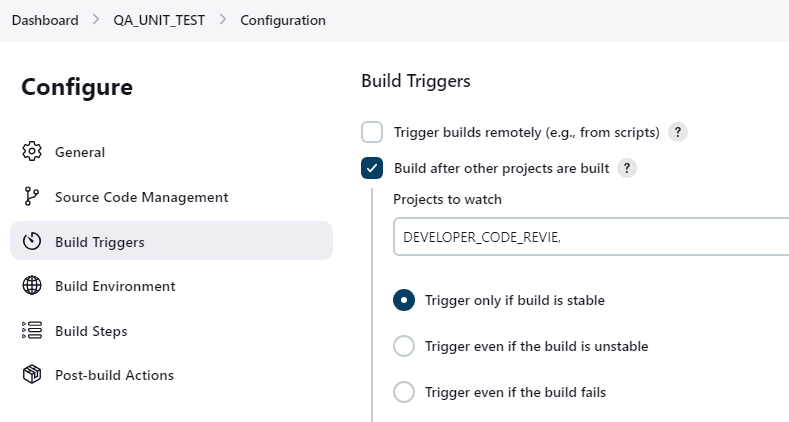 Dashboard > QA_UNIT_TEST > Configuration
Configure
General
Source Code Management
Build Triggers
Build Environment
Build Steps
Post-build Actions
Build Triggers
Trigger builds remotely (e.g., from scripts) ?
Build after other projects are built ?
Projects to watch
DEVELOPER_CODE_REVIE,
Trigger only if build is stable
Trigger even if the build is unstable
Trigger even if the build fails